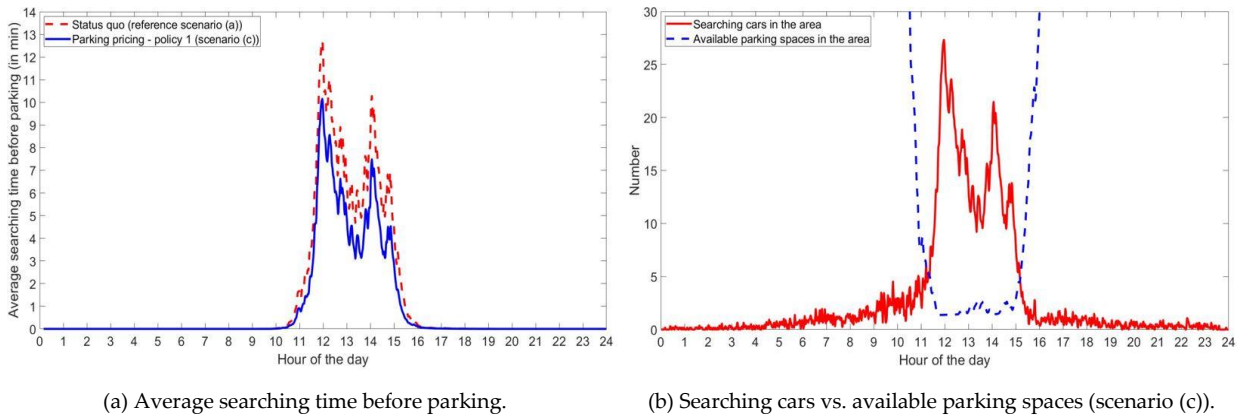 Status quo (reference scenario (a))
Parking pricing - policy 1 (scenario (c))
Average searching time before parking (in min)
14
13
12
11
10
9
8
7
6
5
4
3
2
1
0
0 1 2 3 4 5 6 7 8 9 10 11 12 13 14 15 16 17 18 19 20 21 22 23 24
Hour of the day
(a) Average searching time before parking.
Searching cars in the area
Available parking spaces in the area
Number
30
25
20
15
10
5
0
0 1 2 3 4 5 6 7 8 9 10 11 12 13 14 15 16 17 18 19 20 21 22 23 24
Hour of the day
(b) Searching cars vs. available parking spaces (scenario (c)).